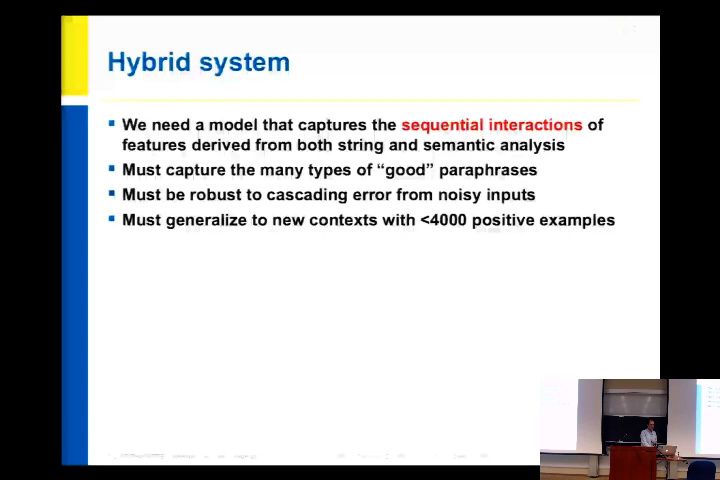 Hybrid system
We need a model that captures the sequential interactions of
features derived from both string and semantic analysis
Must capture the many types of “good” paraphrases
Must be robust to cascading error from noisy inputs
Must generalize to new contexts with <4000 positive examples